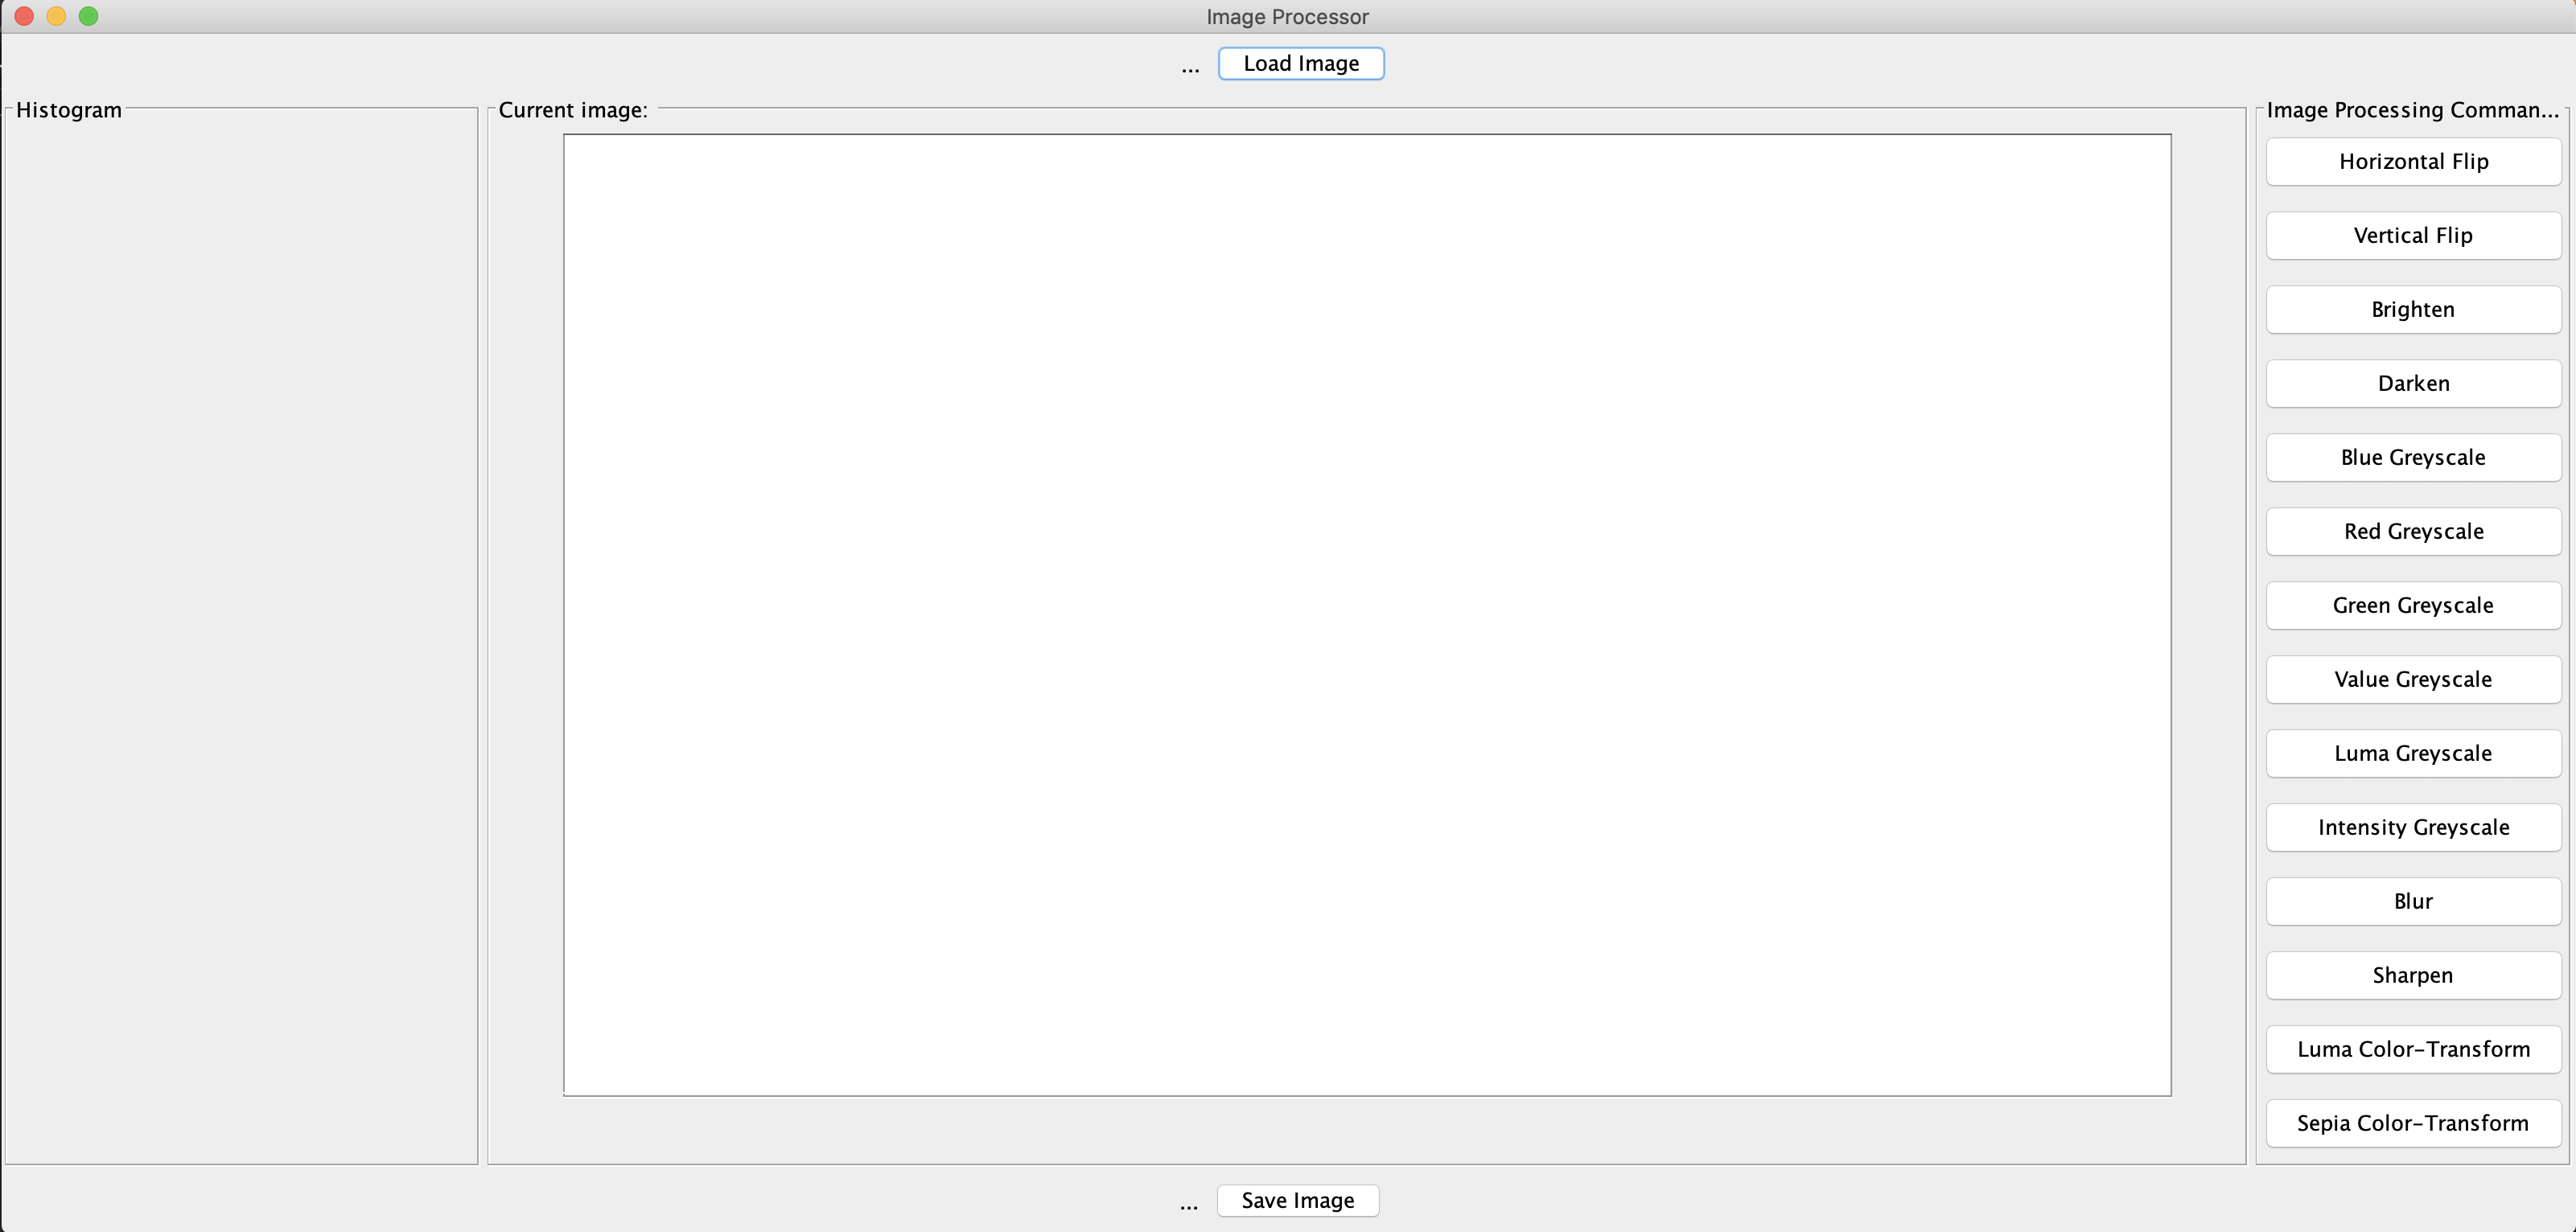 Image Processor
... Load Image
Histogram
Current image:
Image Processing Comman...
Horizontal Flip
Vertical Flip
Brighten
Darken
Blue Greyscale
Red Greyscale
Green Greyscale
Value Greyscale
Luma Greyscale
Intensity Greyscale
Blur
Sharpen
Luma Color-Transform
Sepia Color-Transform
... Save Image